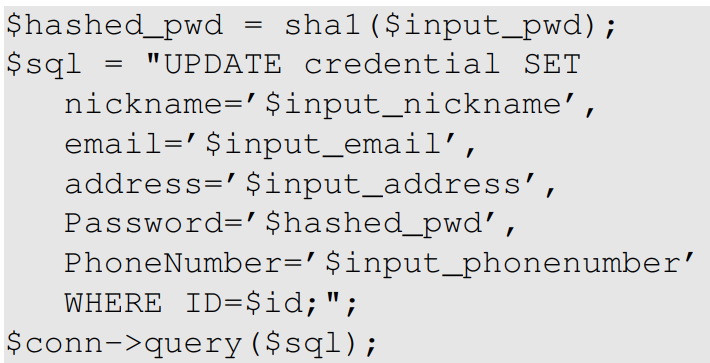 $hashed_pwd = sha1($input_pwd);
$sql = "UPDATE credential SET
nickname=’$input_nickname’,
email=’$input_email’,
address=’$input_address’,
Password=’$hashed_pwd’,
PhoneNumber=’$input_phonenumber’
WHERE ID=$id;";
$conn->query($sql);